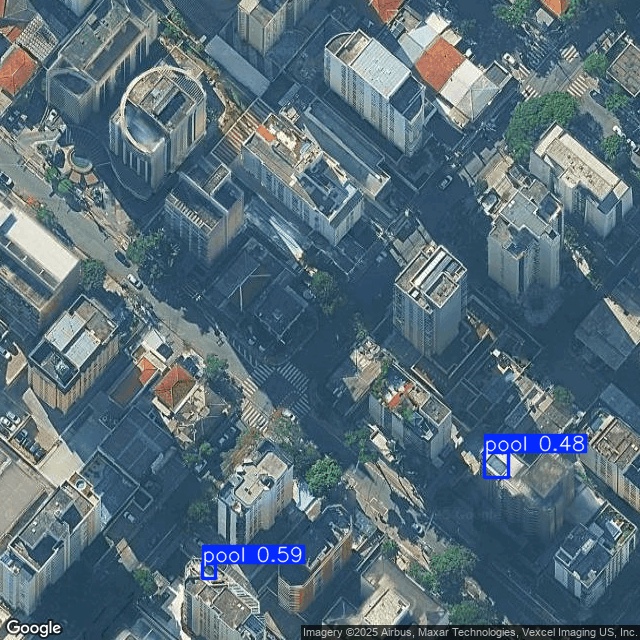 pool 0.48
pool 0.59
Google
Imagery ©2025 Airbus, Maxar Technologies, Vexcel Imaging US, Inc.